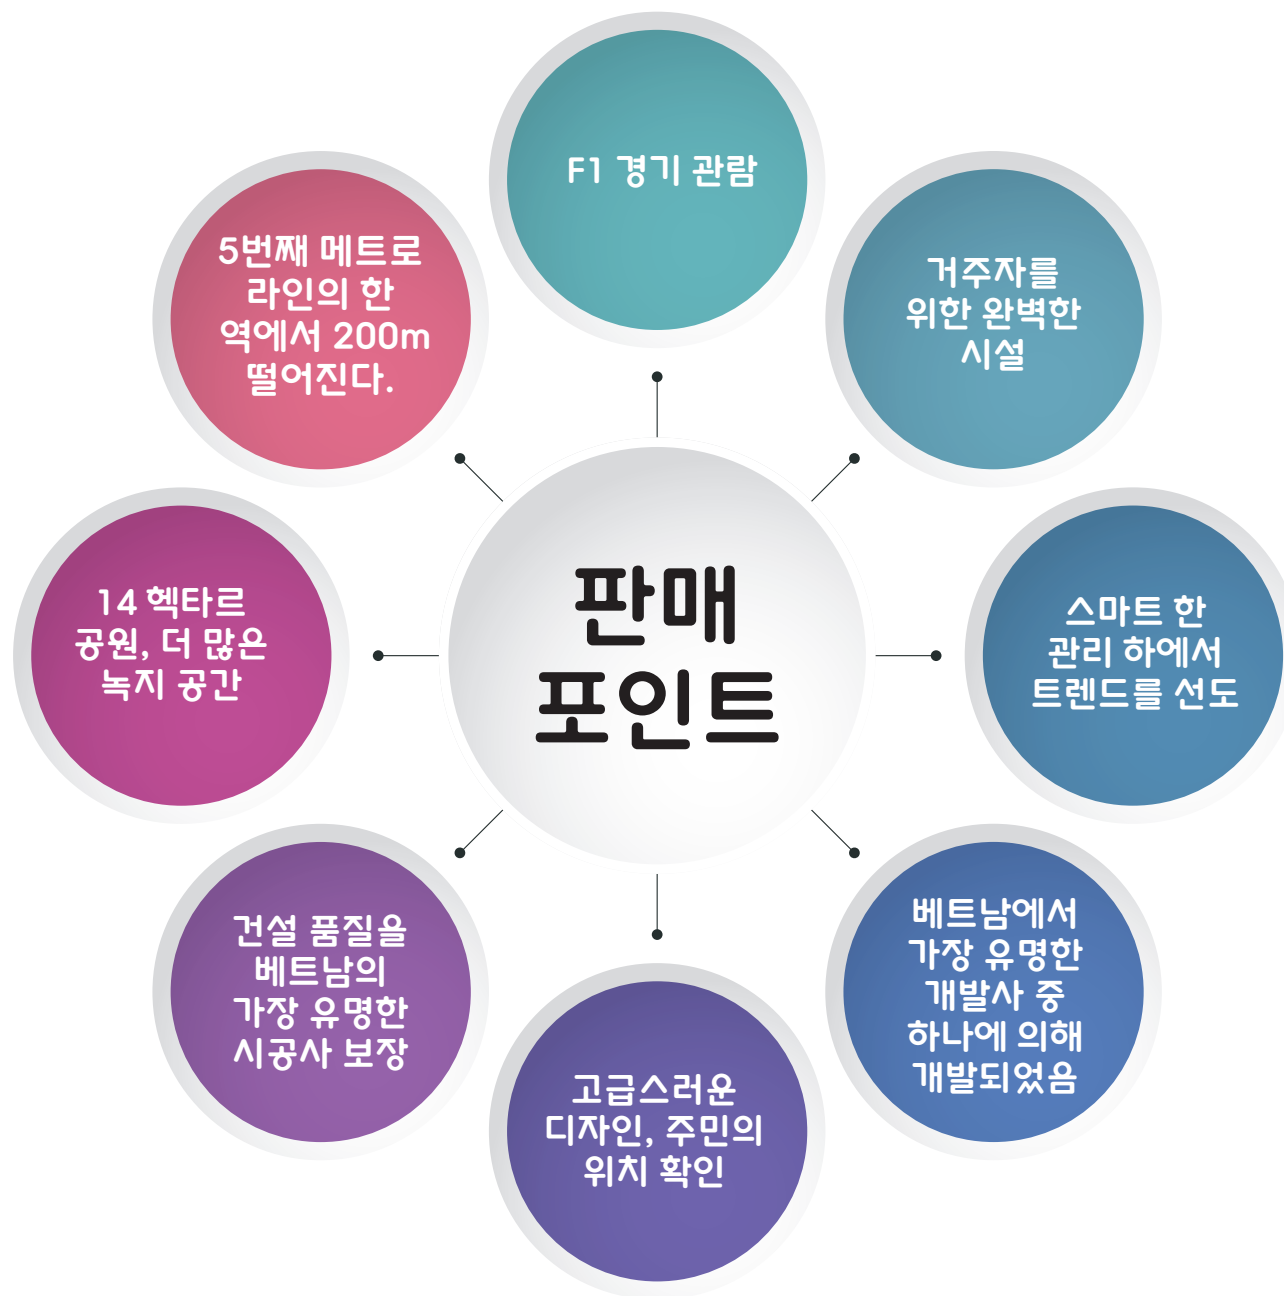 F1 경기 관람
5번째 메트로
라인의 한
역에서 200m
떨어진다.
거주자를
위한 완벽한
시설
14 헥타르
공원, 더 많은
녹지 공간
판매
포인트
스마트 한
관리 하에서
트렌드를 선도
건설 품질을
베트남의
가장 유명한
시공사 보장
베트남에서
가장 유명한
개발사 중
하나에 의해
개발되었음
고급스러운
디자인, 주민의
위치 확인